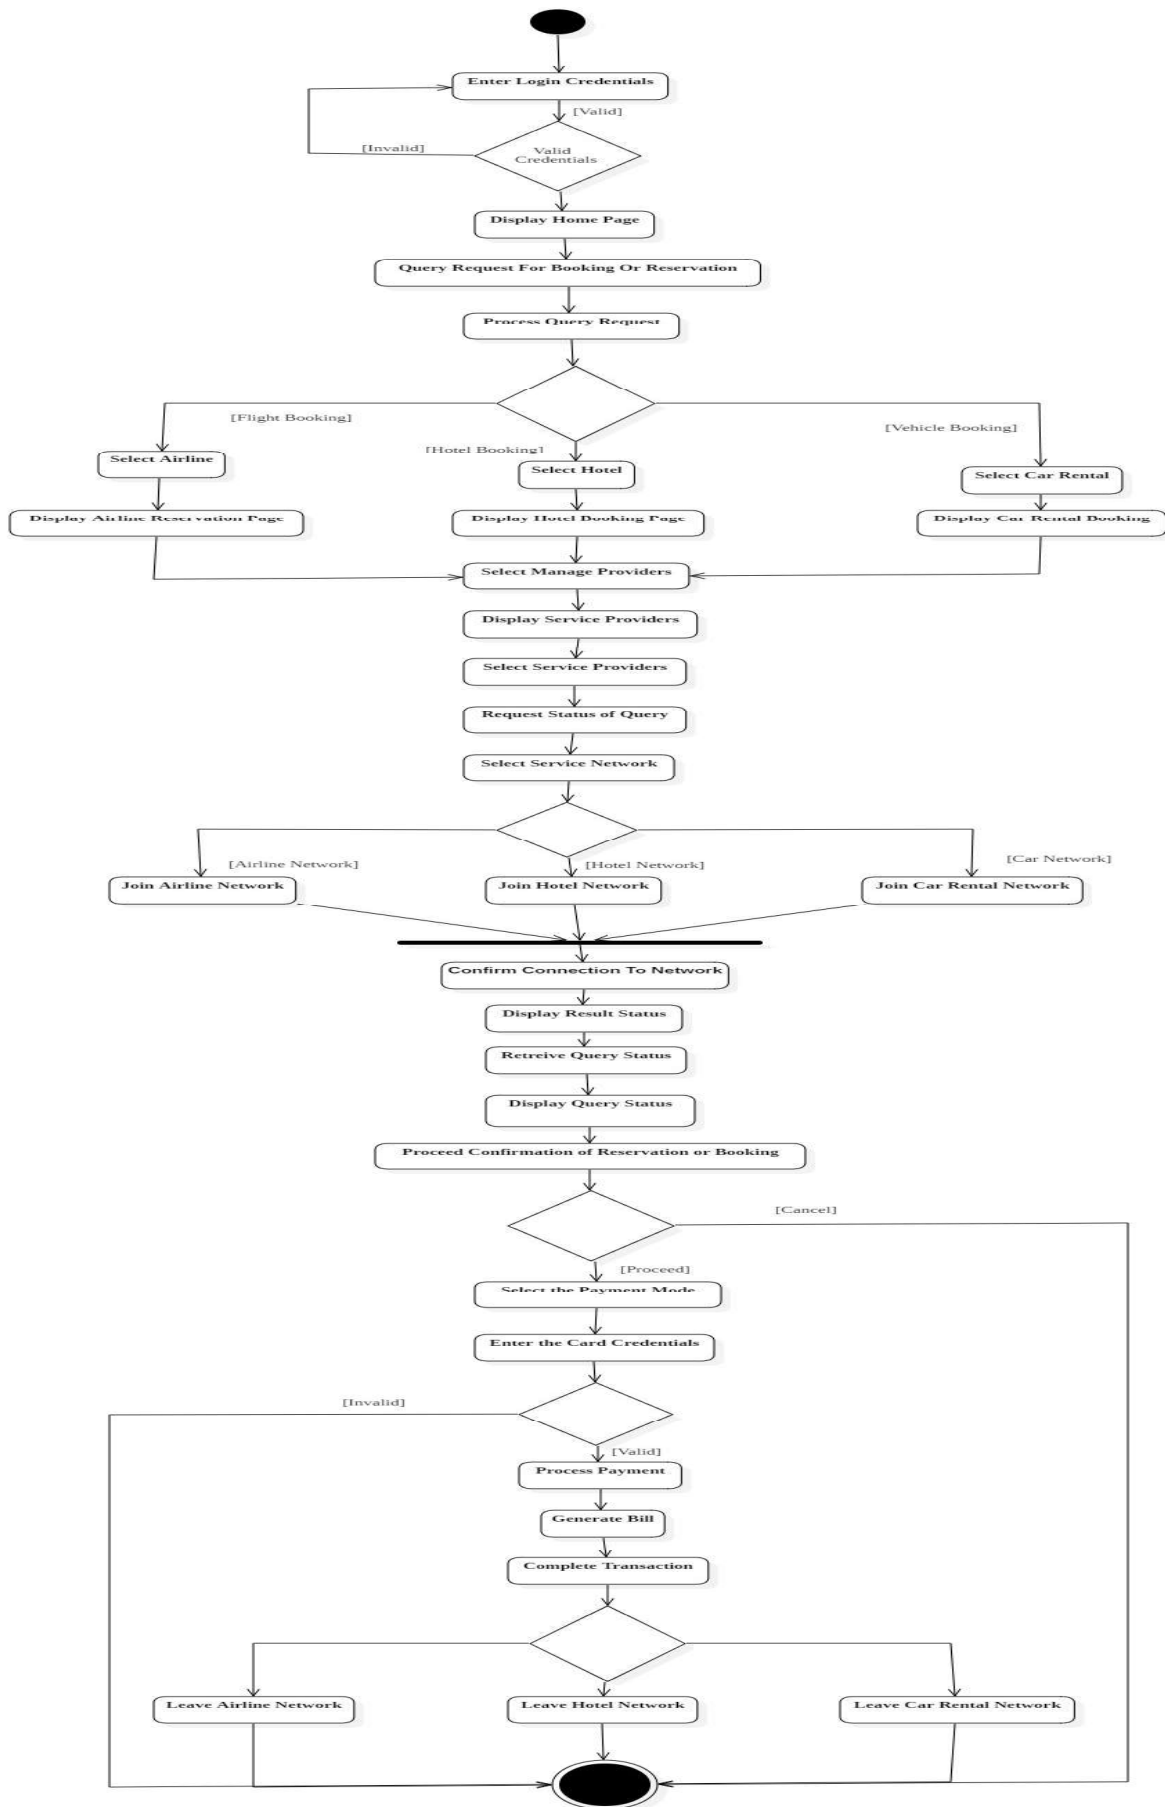 Enter Login Credentials
[Valid]
[Invalid]
Valid
Credentials
Display Home Page
Query Request For Booking Or Reservation
Process Query Request
[Flight Booking]
[Vehicle Booking]
[Hotel Booking]
Select Airline
Select Hotel
Select Car Rental
Display Airline Reservation Page
Display Hotel Booking Page
Display Car Rental Booking
Select Manage Providers
Display Service Providers
Select Service Providers
Request Status of Query
Select Service Network
[Airline Network]
[Hotel Network]
[Car Network]
Join Airline Network
Join Hotel Network
Join Car Rental Network
Confirm Connection To Network
Display Result Status
Retreive Query Status
Display Query Status
Proceed Confirmation of Reservation or Booking
[Cancel]
[Proceed]
Select the Payment Mode
Enter the Card Credentials
[Invalid]
[Valid]
Process Payment
Generate Bill
Complete Transaction
Leave Airline Network
Leave Hotel Network
Leave Car Rental Network